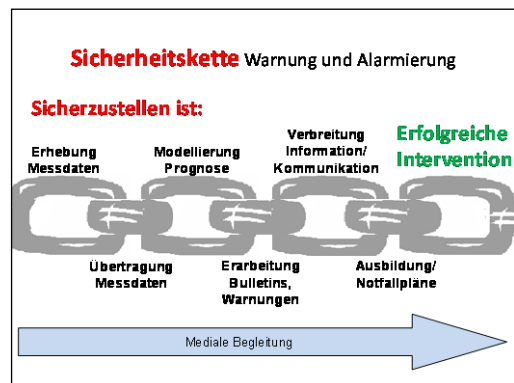 Sicherheitskette Warnung und Alarmierung
Sicherzustellen ist:
Erhebung
Messdaten
Modellierung
Prognose
Verbreitung
Information/
Kommunikation
Erfolgreiche
Intervention
Übertragung
Messdaten
Erarbeitung
Bulletins,
Warnungen
Ausbildung/
Notfallpläne
Mediale Begleitung